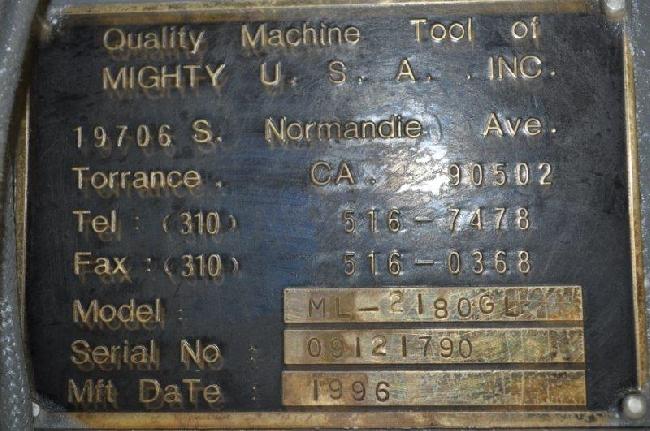 Quality Machine Tool of
MIGHTY U. S. A. , INC.
19706 S. Normandie Ave.
Torrance, CA. 90502
Tel : (310) 516-7478
Fax : (310) 516-0368
Model : ML-2180GL
Serial No : 09121790
Mft DaTe : 1996